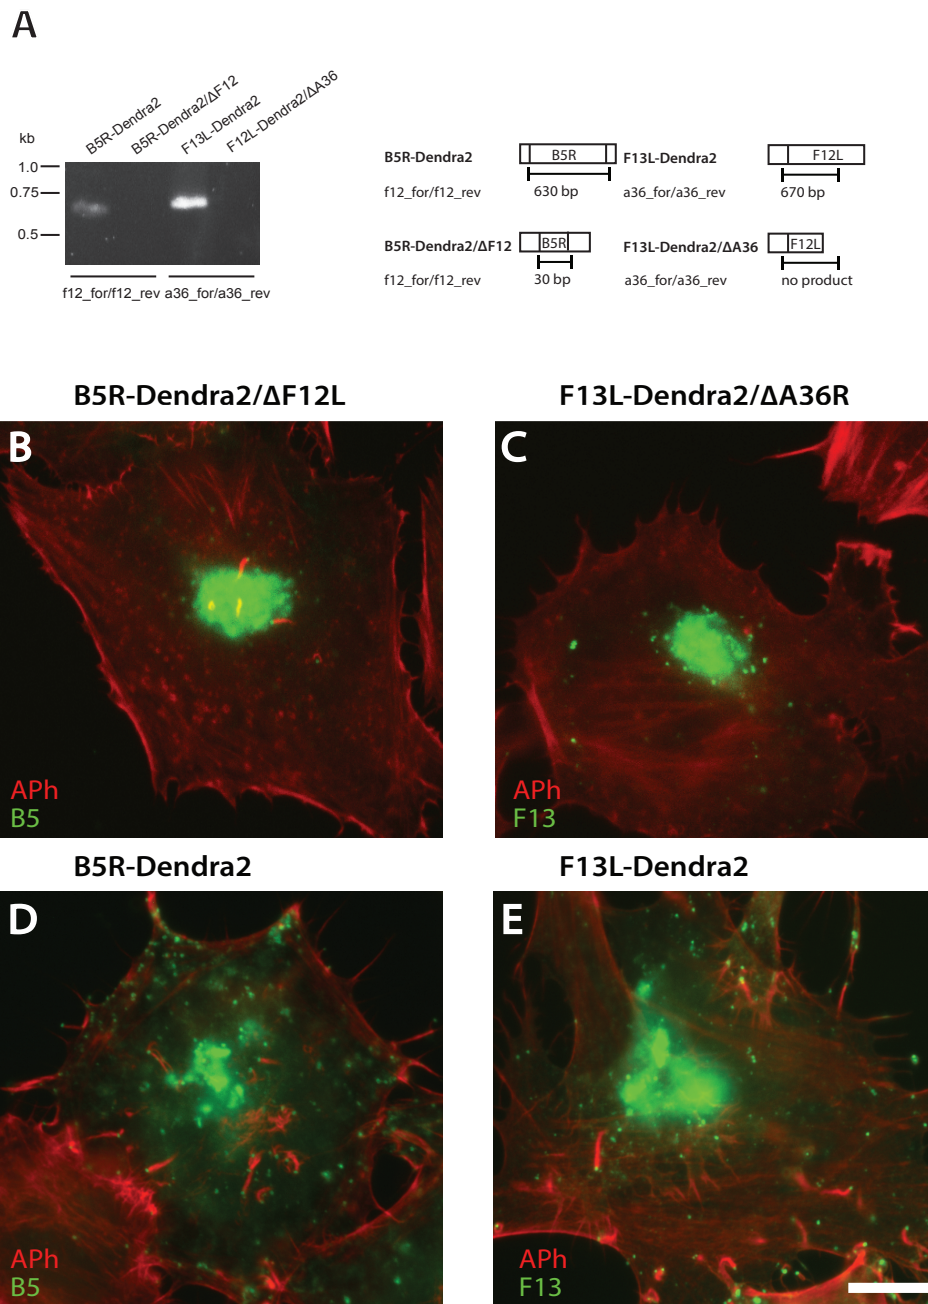 A
B5R-Dendra2
B5R-Dendra2/ΔF12
F13L-Dendra2
F12L-Dendra2/ΔA36
kb
1.0
0.75
0.5
f12_for/f12_rev a36_for/a36_rev
B5R-Dendra2 B5R F13L-Dendra2 F12L
f12_for/f12_rev 630 bp a36_for/a36_rev 670 bp
B5R-Dendra2/ΔF12 B5R F13L-Dendra2/ΔA36 F12L
f12_for/f12_rev 30 bp a36_for/a36_rev no product
B5R-Dendra2/ΔF12L F13L-Dendra2/ΔA36R
B
APh
B5
C
APh
F13
B5R-Dendra2 F13L-Dendra2
D
APh
B5
E
APh
F13